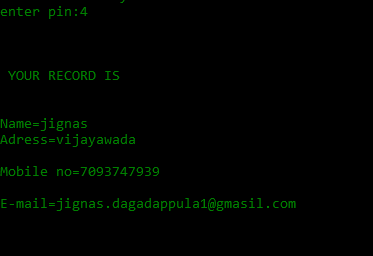 enter pin:4
YOUR RECORD IS
Name=jignas
Adress=vijayawada
Mobile no=7093747939
E-mail=jignas.dagadappula1@gmasil.com